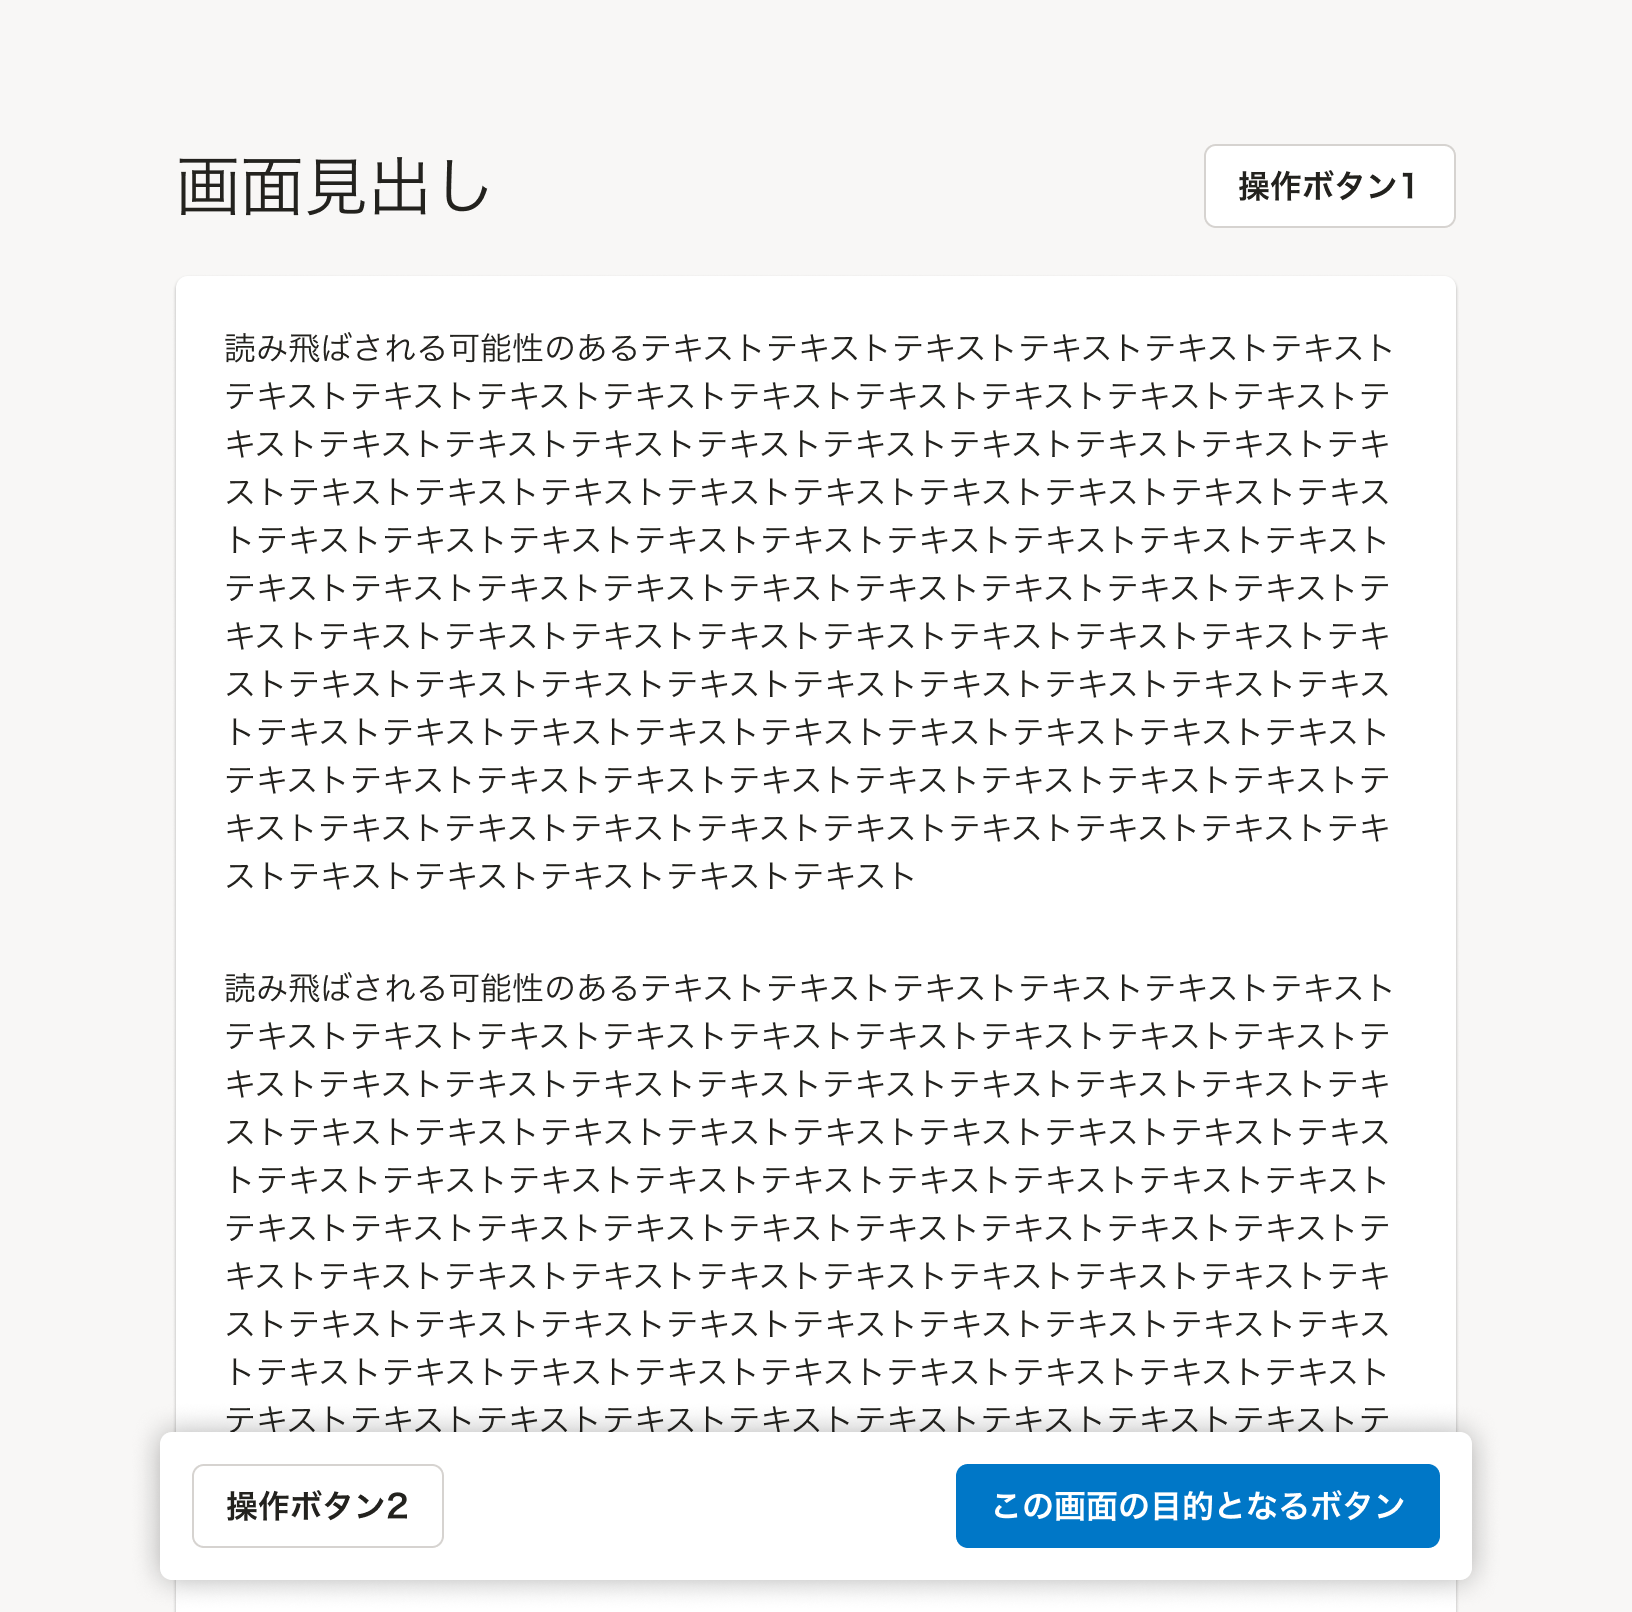 画面見出し
操作ボタン1
読み飛ばされる可能性のあるテキストテキストテキストテキストテキストテキスト
テキストテキストテキストテキストテキストテキストテキストテキストテキストテ
キストテキストテキストテキストテキストテキストテキストテキストテキストテキ
ストテキストテキストテキストテキストテキストテキストテキストテキストテキス
トテキストテキストテキストテキストテキストテキストテキストテキストテキスト
テキストテキストテキストテキストテキストテキストテキストテキストテキストテ
キストテキストテキストテキストテキストテキストテキストテキストテキストテキ
ストテキストテキストテキストテキストテキストテキストテキストテキストテキス
トテキストテキストテキストテキストテキストテキストテキストテキストテキスト
テキストテキストテキストテキストテキストテキストテキストテキストテキストテ
キストテキストテキストテキストテキストテキストテキストテキストテキストテキ
ストテキストテキストテキストテキストテキスト
読み飛ばされる可能性のあるテキストテキストテキストテキストテキストテキスト
テキストテキストテキストテキストテキストテキストテキストテキストテキストテ
キストテキストテキストテキストテキストテキストテキストテキストテキストテキ
ストテキストテキストテキストテキストテキストテキストテキストテキストテキス
トテキストテキストテキストテキストテキストテキストテキストテキストテキスト
テキストテキストテキストテキストテキストテキストテキストテキストテキストテ
キストテキストテキストテキストテキストテキストテキストテキストテキストテキ
ストテキストテキストテキストテキストテキストテキストテキストテキストテキス
トテキストテキストテキストテキストテキストテキストテキストテキストテキスト
テキストテキストテキストテキストテキストテキストテキストテキストテキストテ
操作ボタン2
この画面の目的となるボタン